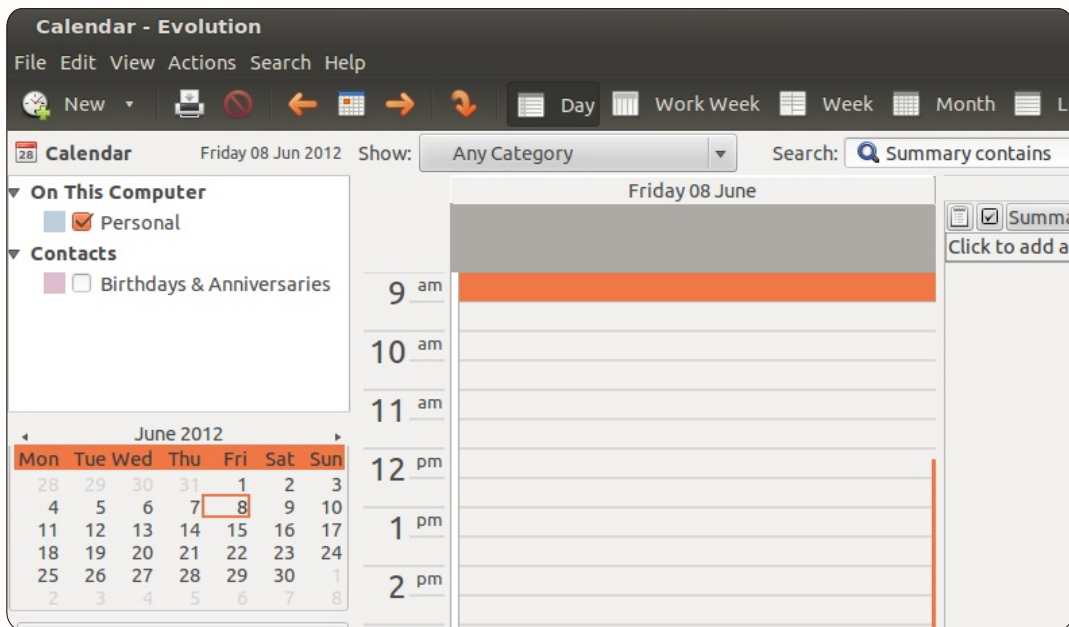 Calendar - Evolution
File Edit View Actions Search Help
New Day Work Week Week Month L
28 Calendar Friday 08 Jun 2012 Show: Any Category Search: Summary contains
On This Computer
Personal
Contacts
Birthdays & Anniversaries
Friday 08 June
Summa
Click to add a
9 am
10 am
11 am
12 pm
1 pm
2 pm
June 2012
Mon Tue Wed Thu Fri Sat Sun
28 29 30 31 1 2 3
4 5 6 7 8 9 10
11 12 13 14 15 16 17
18 19 20 21 22 23 24
25 26 27 28 29 30 1
2 3 4 5 6 7 8